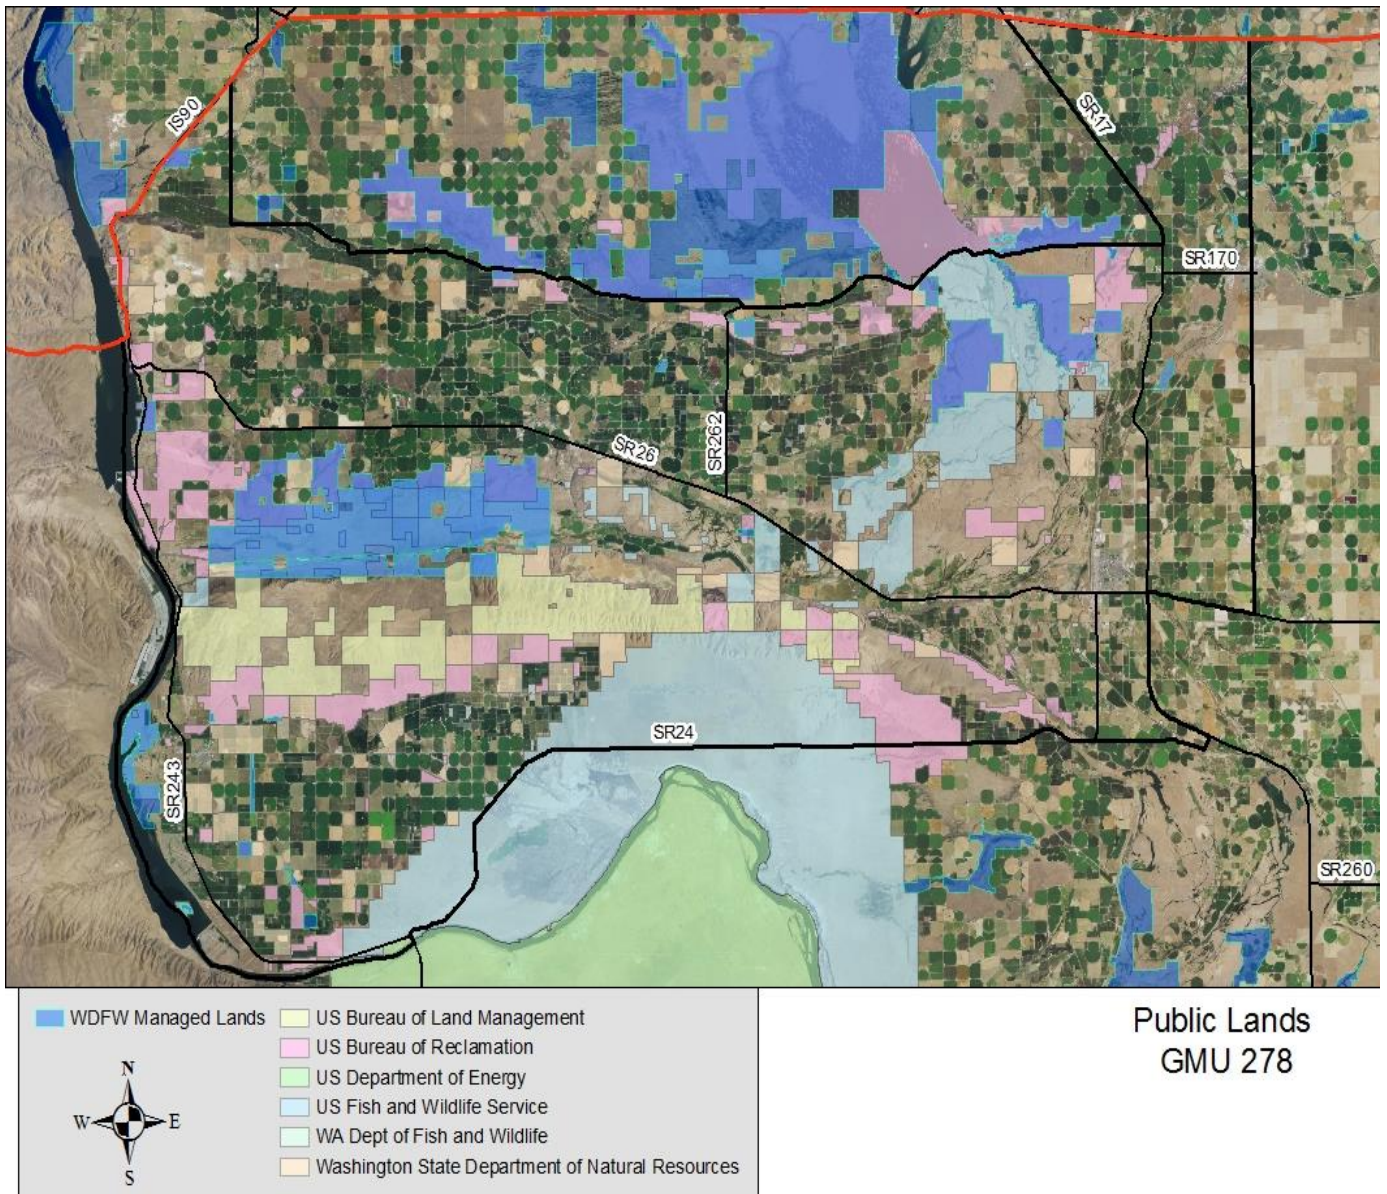 IS90
SR17
SR170
SR262
SR26
SR24
SR243
SR260
WDFW Managed Lands
US Bureau of Land Management
US Bureau of Reclamation
US Department of Energy
US Fish and Wildlife Service
WA Dept of Fish and Wildlife
Washington State Department of Natural Resources
N
W
E
S
Public Lands
GMU 278